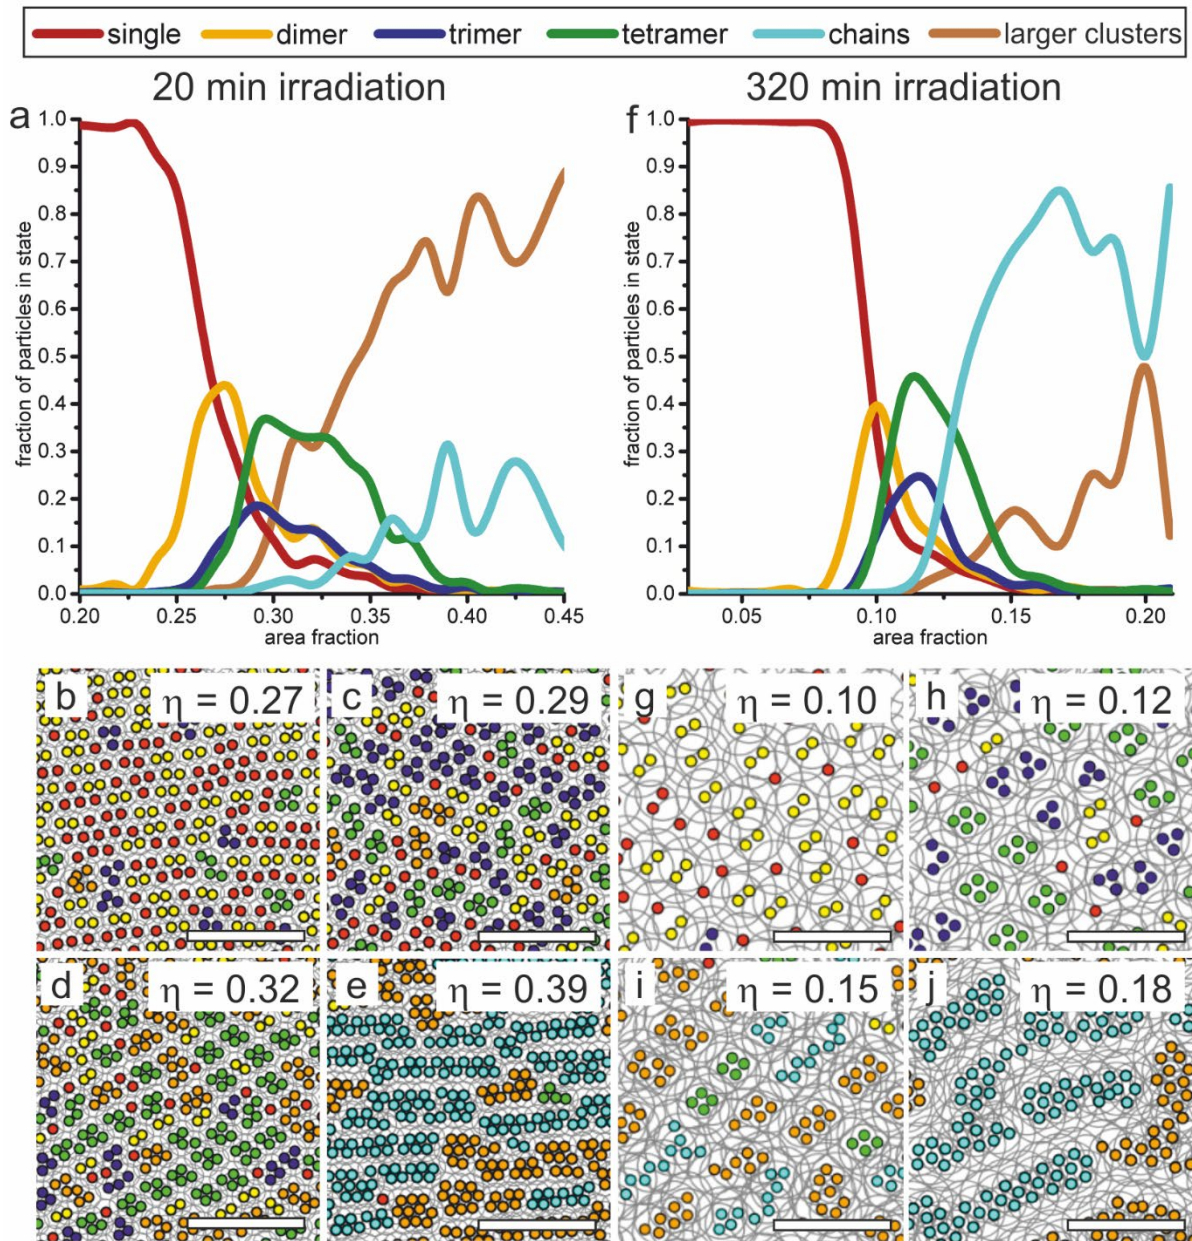 single dimer trimer tetramer chains larger clusters
20 min irradiation 320 min irradiation
a
1.0
0.9
0.8
0.7
0.6
0.5
0.4
0.3
0.2
0.1
0.0
fraction of particles in state
0.20 0.25 0.30 0.35 0.40 0.45
area fraction
f
1.0
0.9
0.8
0.7
0.6
0.5
0.4
0.3
0.2
0.1
0.0
fraction of particles in state
0.05 0.10 0.15 0.20
area fraction
b η = 0.27
c η = 0.29
g η = 0.10
h η = 0.12
d η = 0.32
e η = 0.39
i η = 0.15
j η = 0.18